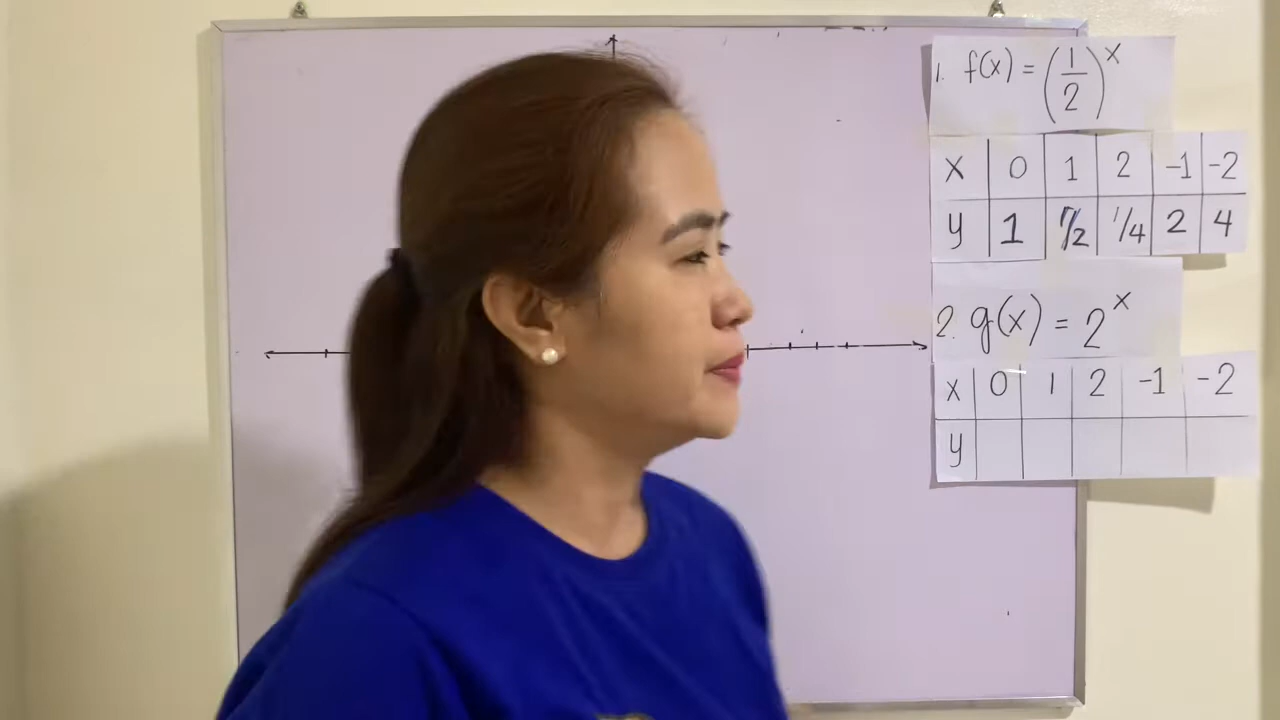 1. f(x) = (1/2)^x
x 0 1 2 -1 -2
y 1 1/2 1/4 2 4
2. g(x) = 2^x
x 0 1 2 -1 -2
y